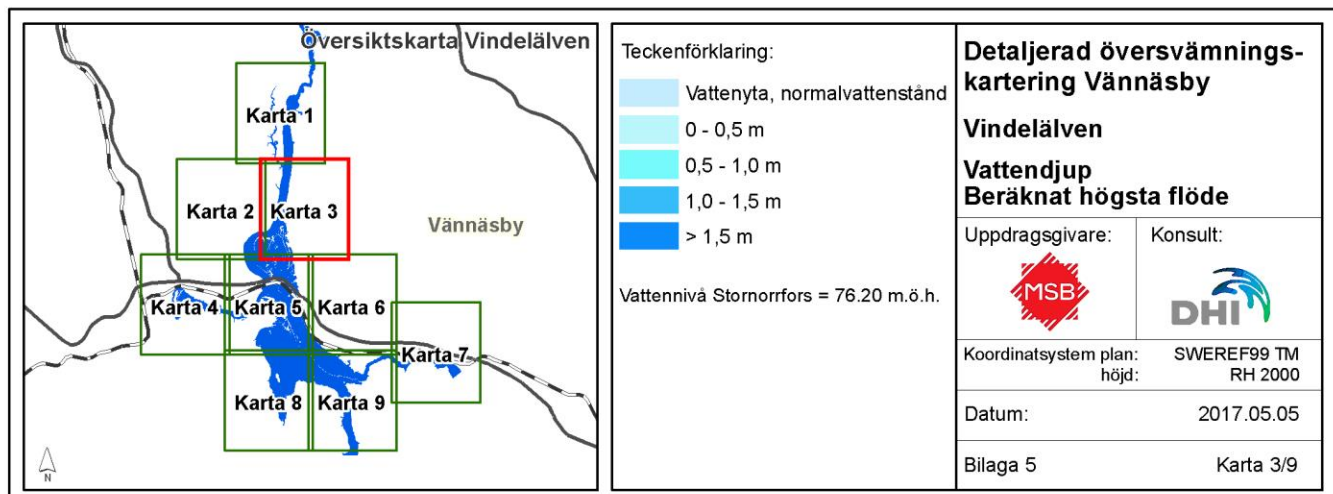 Översiktskarta Vindelälven
Karta 1
Karta 2
Karta 3
Vännäsby
Karta 4
Karta 5
Karta 6
Karta 7
Karta 8
Karta 9
N
Teckenförklaring:
Vattenyta, normalvattenstånd
0 - 0,5 m
0,5 - 1,0 m
1,0 - 1,5 m
> 1,5 m
Vattennivå Stornorrfors = 76.20 m.ö.h.
Detaljerad översvämnings-
kartering Vännäsby
Vindelälven
Vattendjup
Beräknat högsta flöde
Uppdragsgivare:
Konsult:
MSB
DHI
Koordinatsystem plan: SWEREF99 TM
höjd: RH 2000
Datum: 2017.05.05
Bilaga 5 Karta 3/9